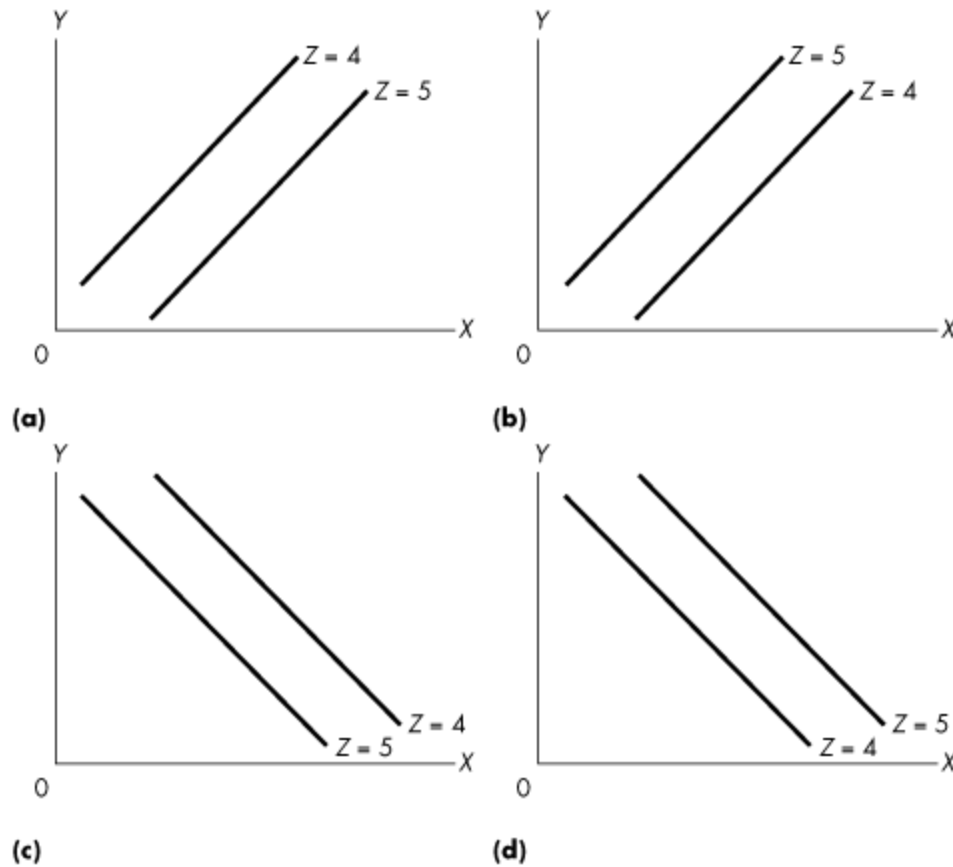 Y
Y
Z = 4
Z = 5
Z = 5
Z = 4
X
X
0
0
(a)
(b)
Y
Y
Z = 4
Z = 5
Z = 5
Z = 4
X
X
0
0
(c)
(d)